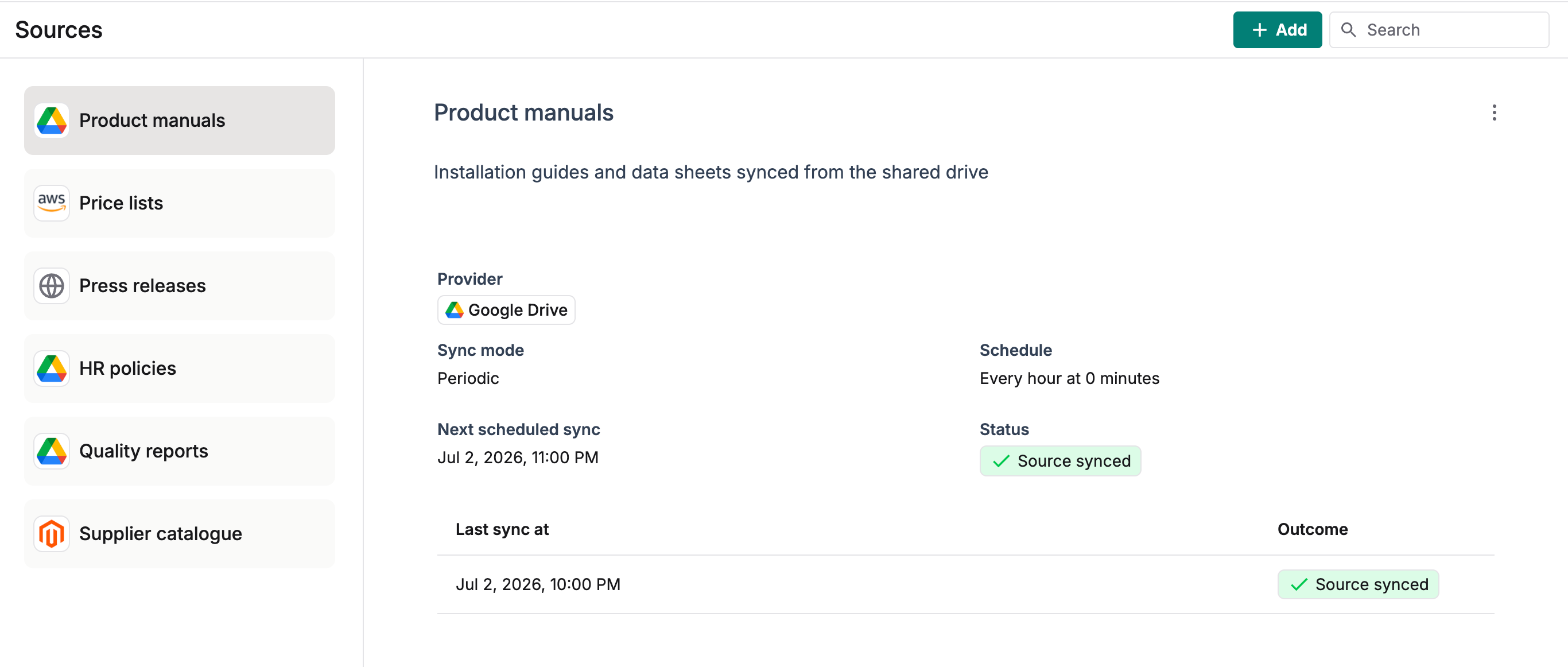 Sources
Add
Search
Product manuals
aws
Price lists
Press releases
HR policies
Quality reports
Supplier catalogue
Product manuals
Installation guides and data sheets synced from the shared drive
Provider
Google Drive
Sync mode
Periodic
Schedule
Every hour at 0 minutes
Next scheduled sync
Jul 2, 2026, 11:00 PM
Status
Source synced
Last sync at
Outcome
Jul 2, 2026, 10:00 PM
Source synced